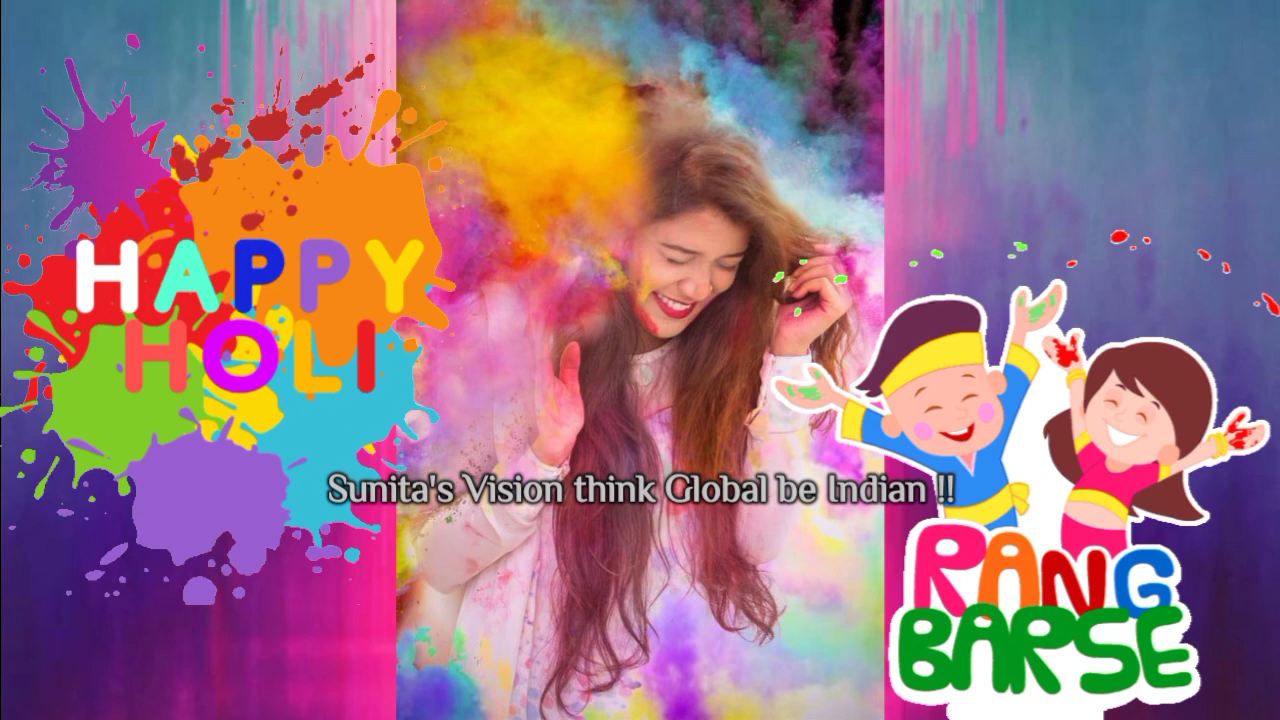 HAPPY
HOLI
Sunita's Vision think Global be Indian !!
RANG
BARSE